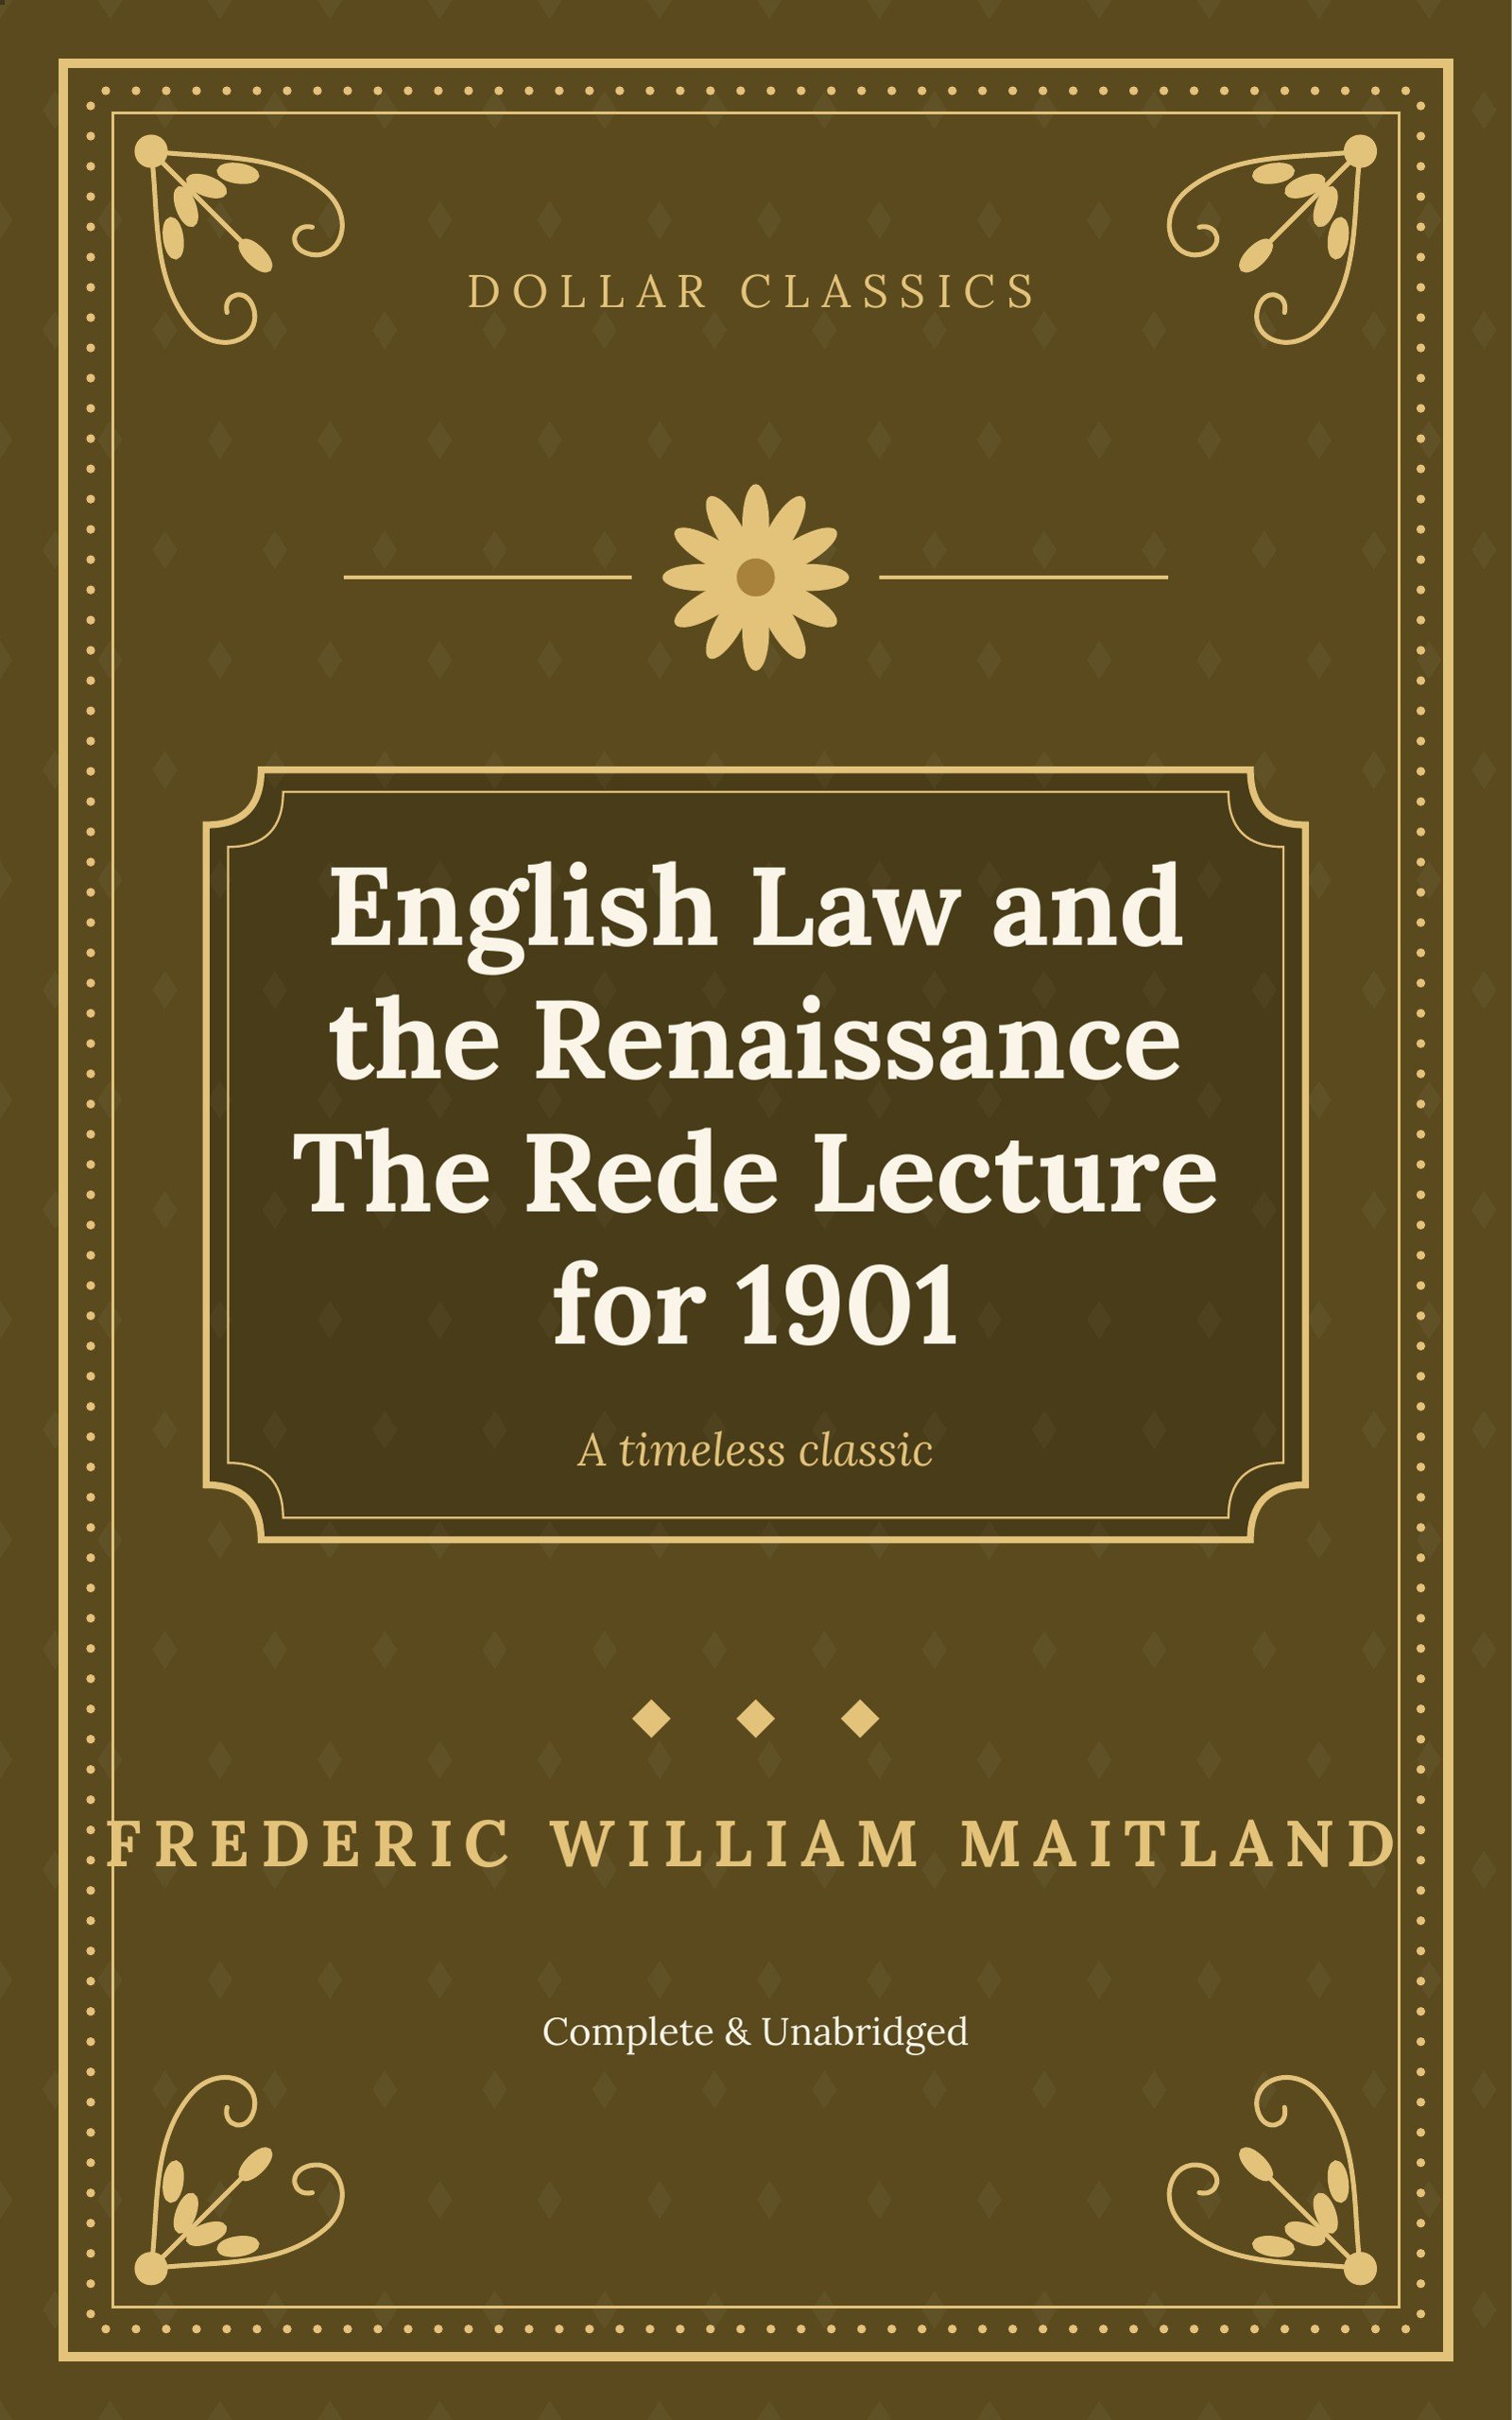 DOLLAR CLASSICS
English Law and
the Renaissance
The Rede Lecture
for 1901
A timeless classic
FREDERIC WILLIAM MAITLAND
Complete & Unabridged